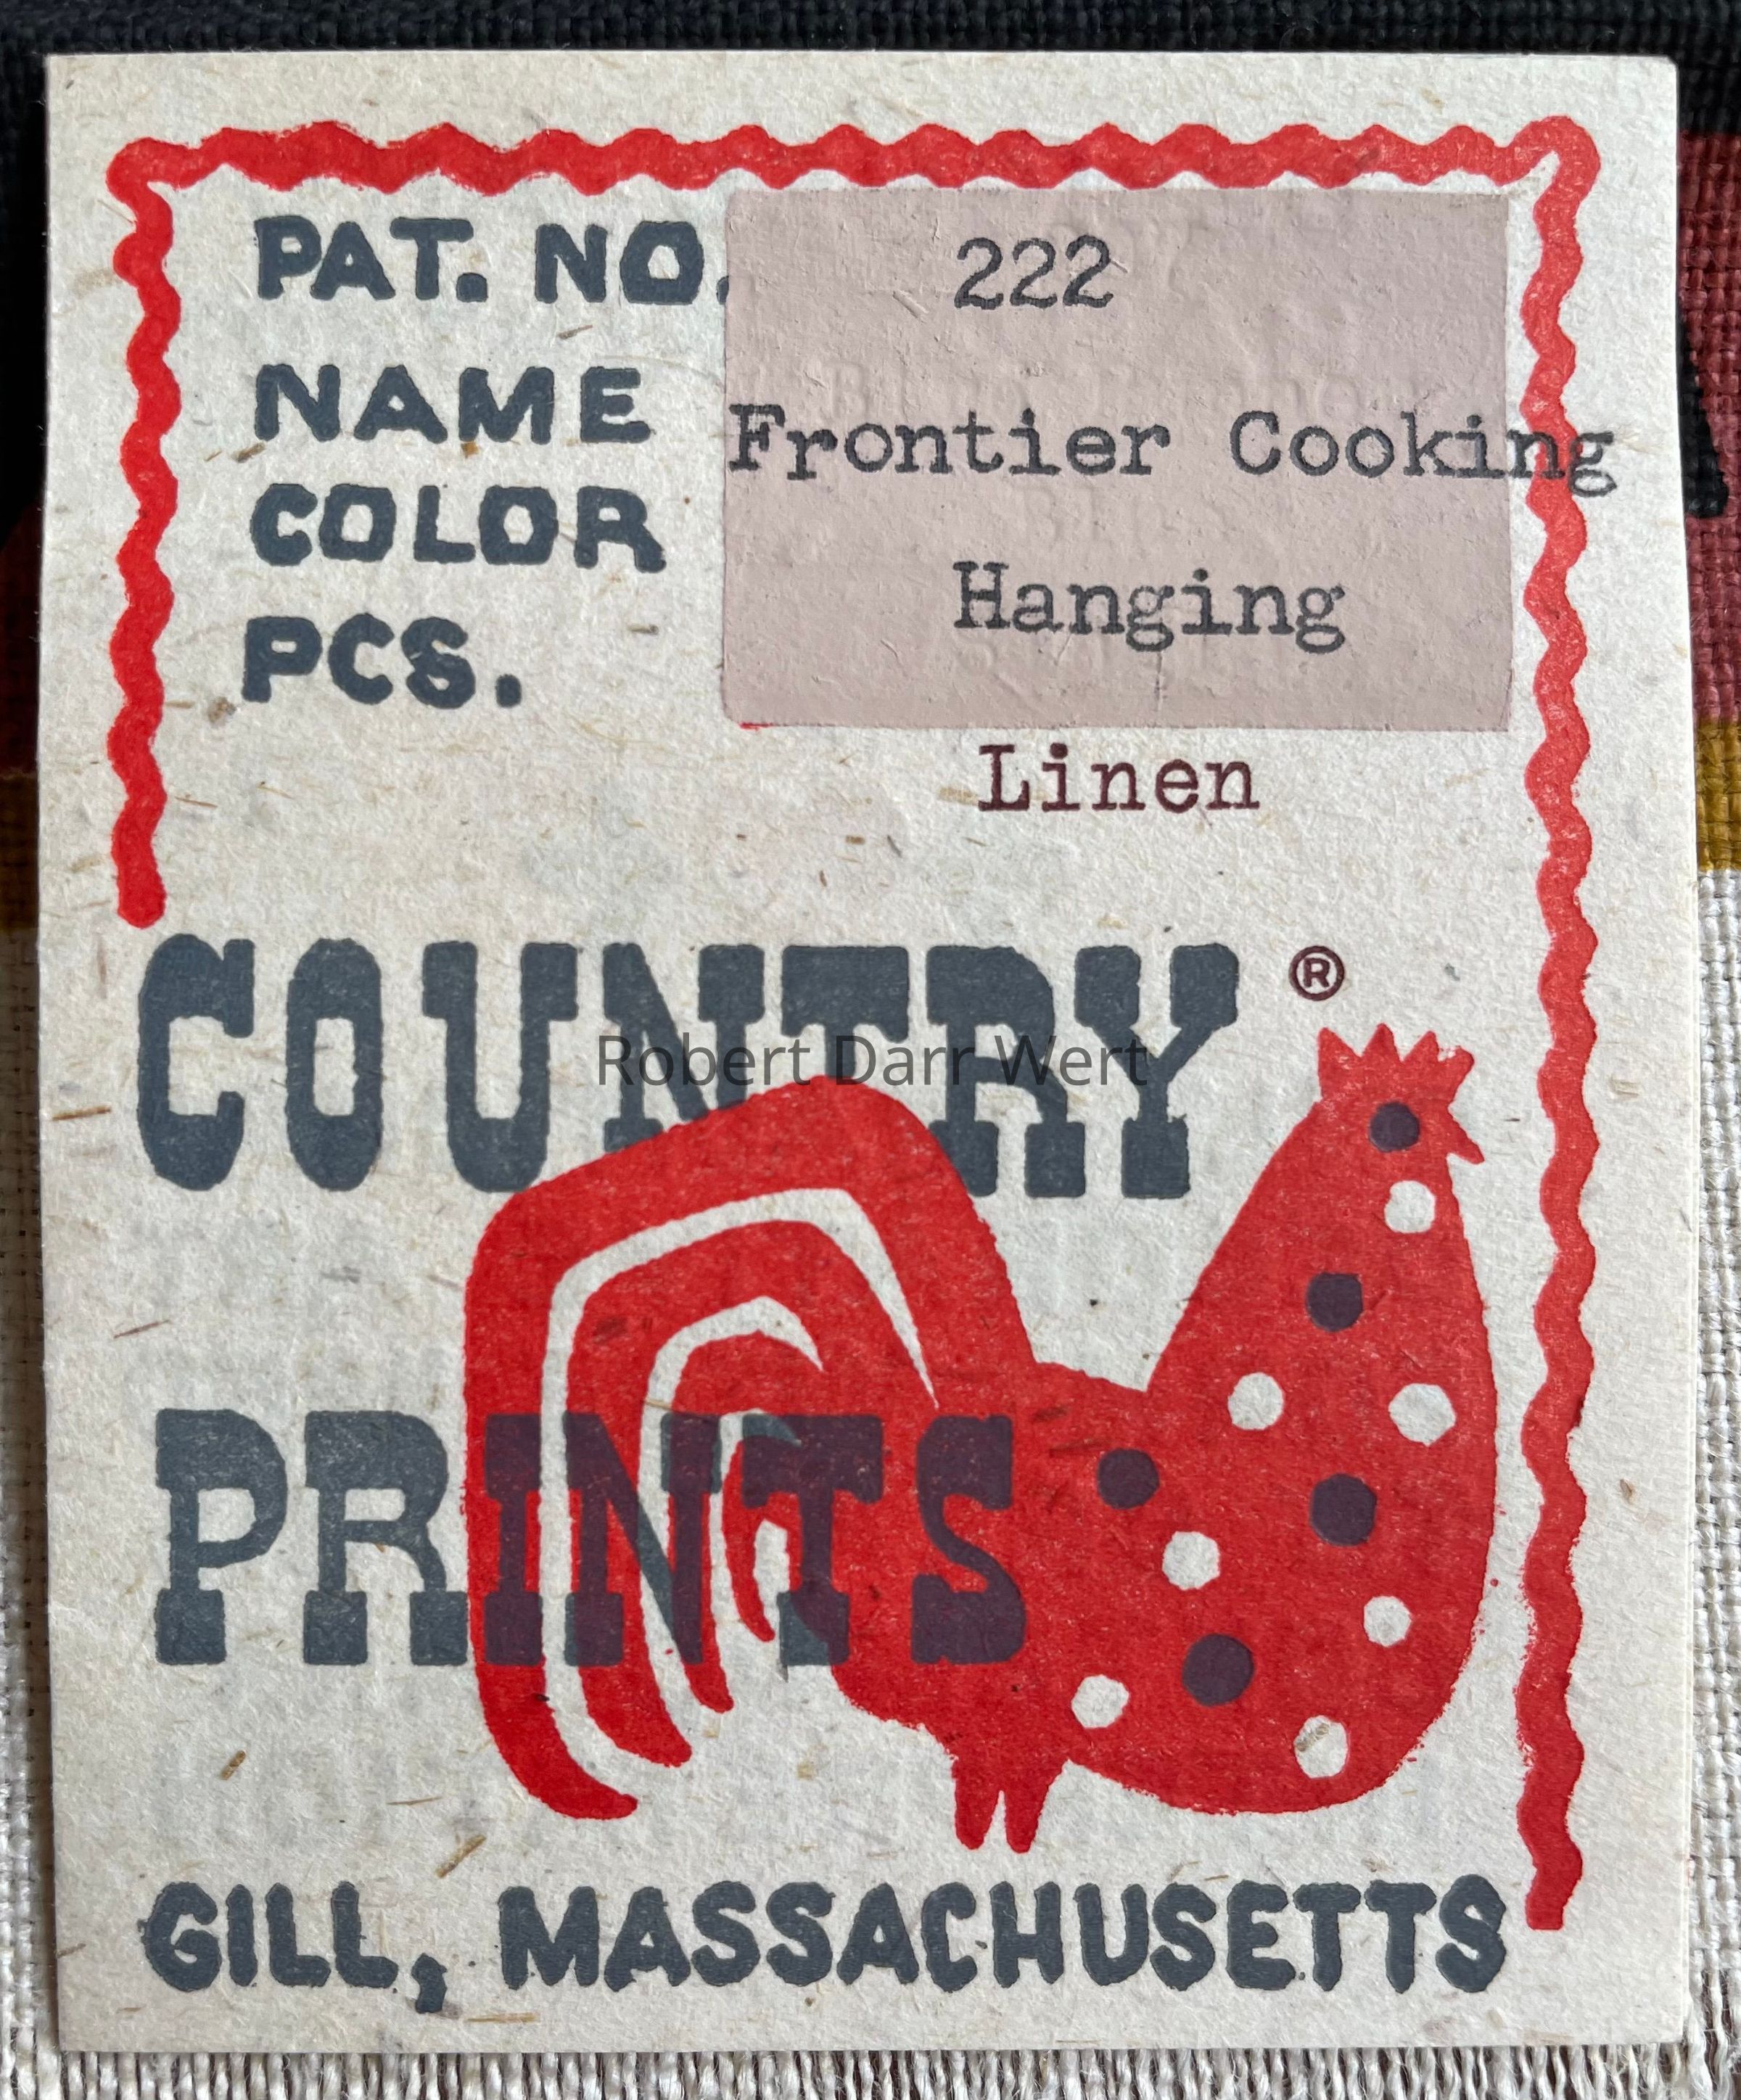 PAT. NO. 222
NAME Frontier Cooking
COLOR
Hanging
PCS.
Linen
COUNTRY ®
Robert Darr Wert
PRINTS
GILL, MASSACHUSETTS